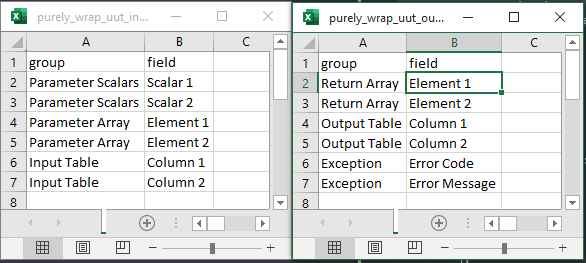 purely_wrap_uut_in...
A B C
1 group field
2 Parameter Scalars Scalar 1
3 Parameter Scalars Scalar 2
4 Parameter Array Element 1
5 Parameter Array Element 2
6 Input Table Column 1
7 Input Table Column 2
8
purely_wrap_uut_ou...
A B C
1 group field
2 Return Array Element 1
3 Return Array Element 2
4 Output Table Column 1
5 Output Table Column 2
6 Exception Error Code
7 Exception Error Message
8